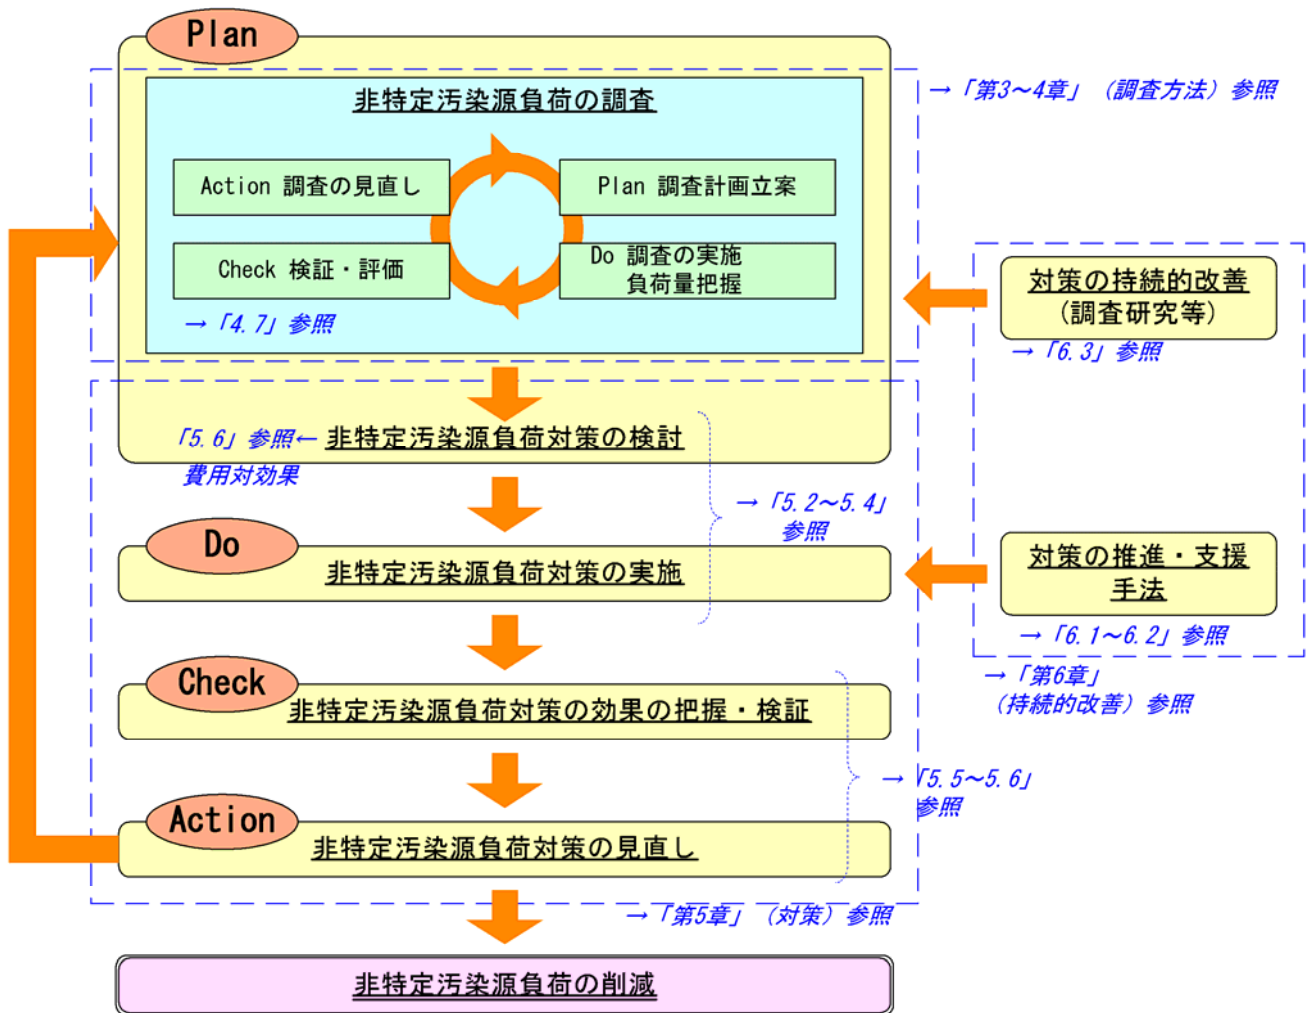 Plan
非特定汚染源負荷の調査
→「第3～4章」（調査方法）参照
Action 調査の見直し
Plan 調査計画立案
Check 検証・評価
Do 調査の実施
負荷量把握
→「4.7」参照
対策の持続的改善
(調査研究等)
→「6.3」参照
「5.6」参照←
費用対効果
非特定汚染源負荷対策の検討
→「5.2～5.4」
参照
Do
非特定汚染源負荷対策の実施
対策の推進・支援
手法
→「6.1～6.2」参照
→「第6章」
（持続的改善）参照
Check
非特定汚染源負荷対策の効果の把握・検証
→「5.5～5.6」
参照
Action
非特定汚染源負荷対策の見直し
→「第5章」（対策）参照
非特定汚染源負荷の削減